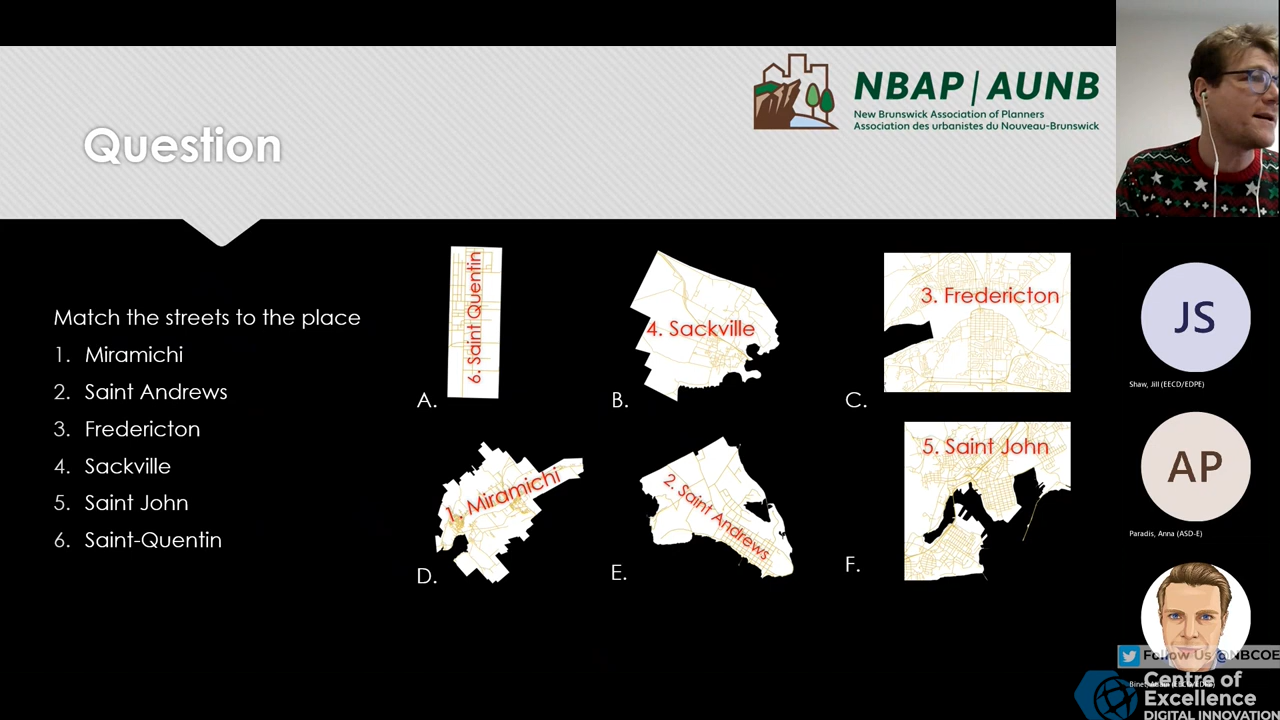 NBAP | AUNB
New Brunswick Association of Planners
Association des urbanistes du Nouveau-Brunswick
Question
Match the streets to the place
1. Miramichi
2. Saint Andrews
3. Fredericton
4. Sackville
5. Saint John
6. Saint-Quentin
6. Saint Quentin
A.
4. Sackville
B.
3. Fredericton
C.
1. Miramichi
D.
2. Saint Andrews
E.
5. Saint John
F.
JS
Shaw, Jill (EECD/EDPE)
AP
Paradis, Anna (ASD-E)
Follow Us @NBCOE
Centre of
Excellence
DIGITAL INNOVATION